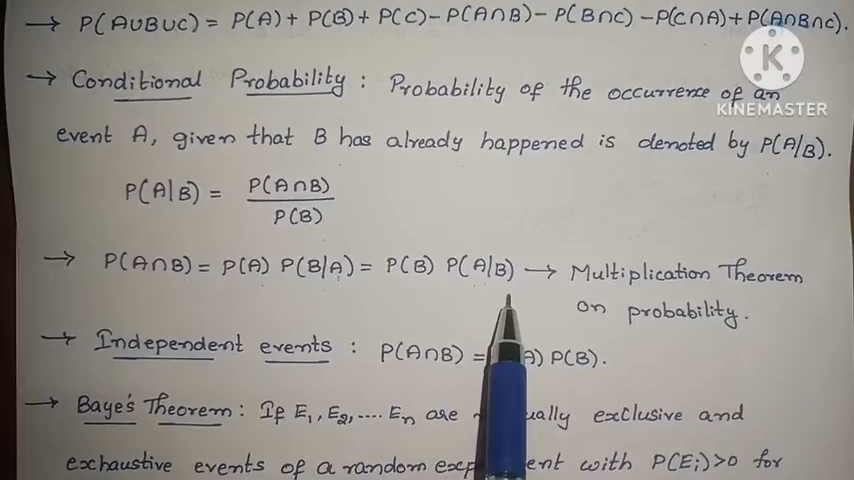 → P(A∪B∪C) = P(A) + P(B) + P(C) - P(A∩B) - P(B∩C) - P(C∩A) + P(A∩B∩C).
K
KINEMASTER
→ Conditional Probability : Probability of the occurrence of an
event A, given that B has already happened is denoted by P(A/B).
P(A|B) = P(A∩B)
P(B)
→ P(A∩B) = P(A) P(B/A) = P(B) P(A/B) → Multiplication Theorem
on probability.
→ Independent events : P(A∩B) = A) P(B).
→ Baye's Theorem : If E₁, E₂, .... Eₙ are ually exclusive and
exhaustive events of a random exp ent with P(Eᵢ)>0 for